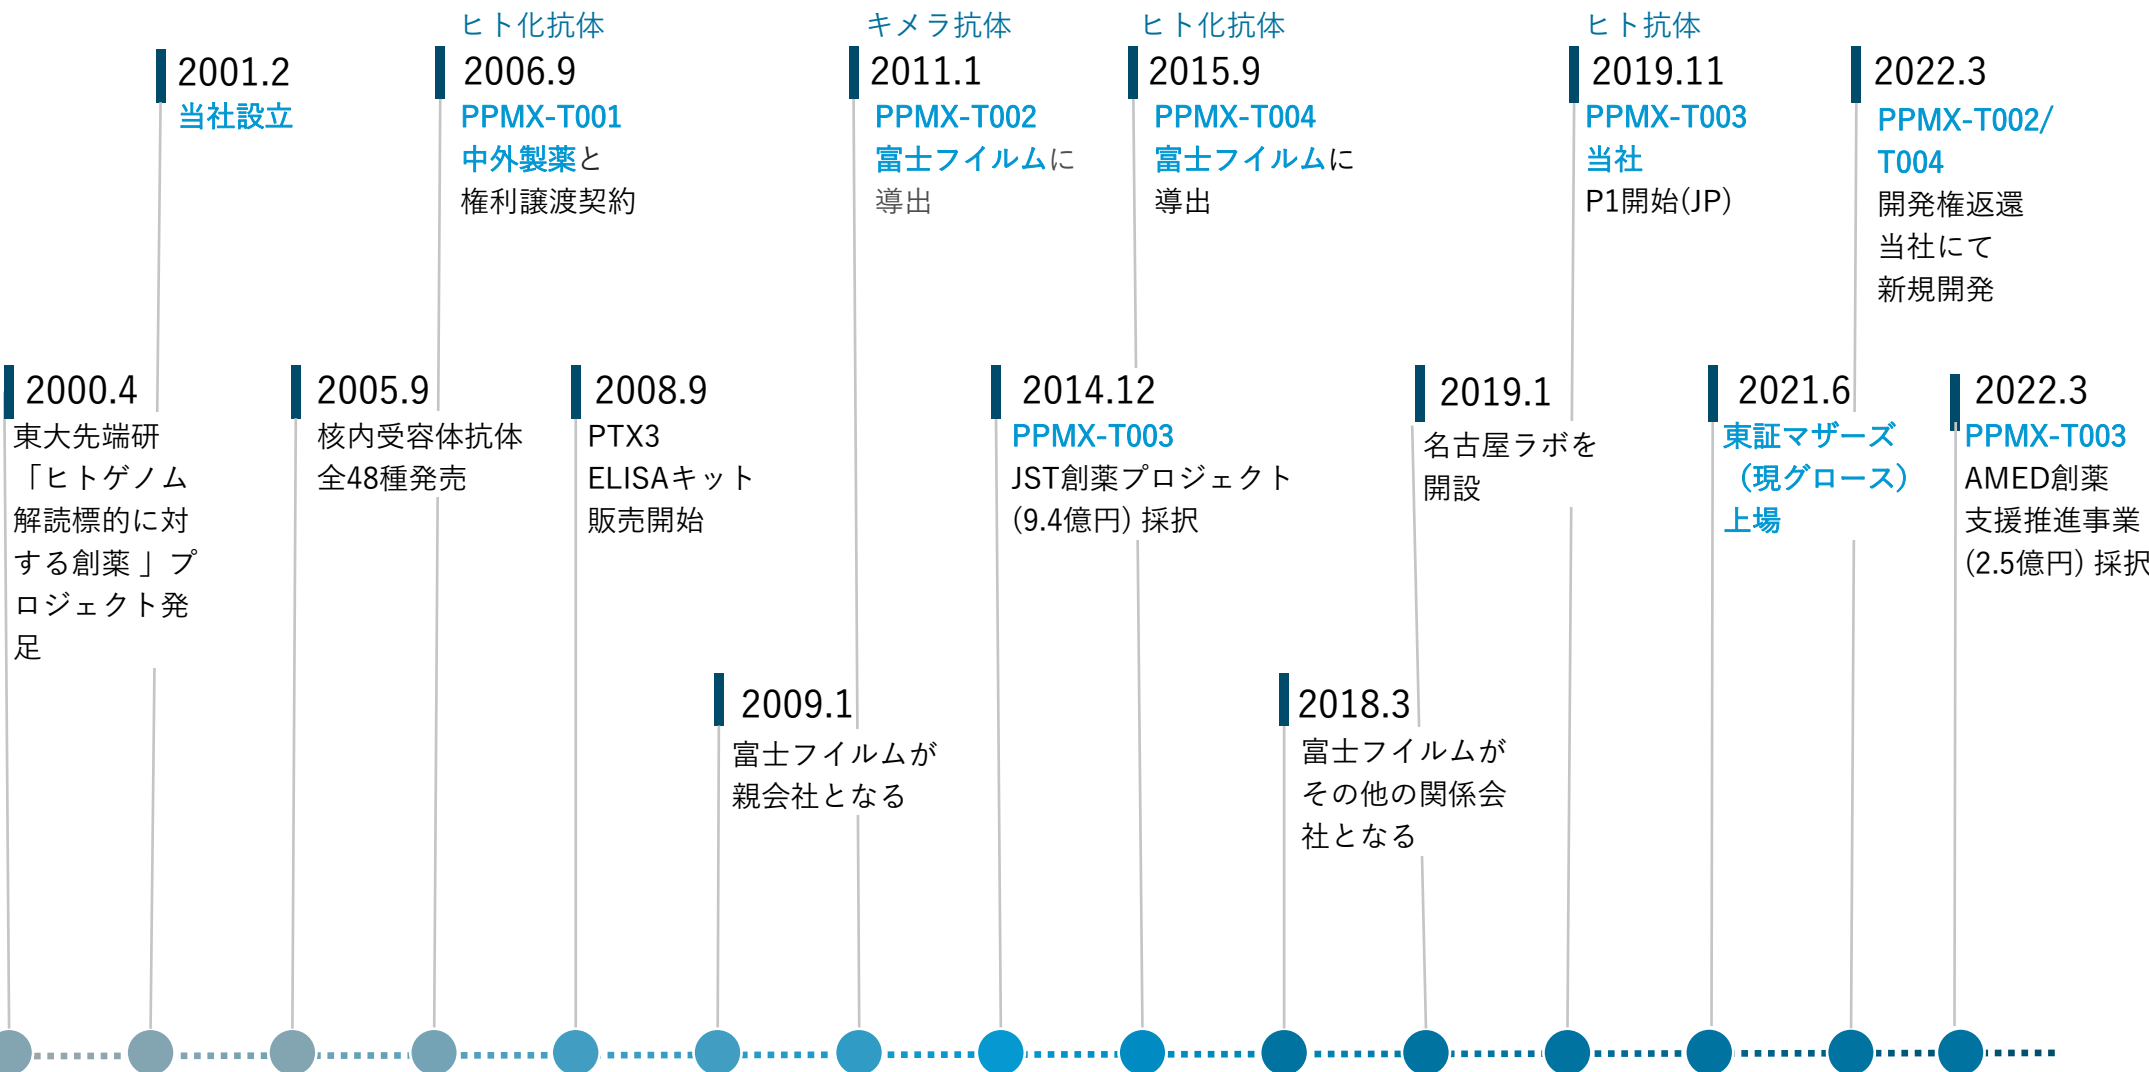 ヒト化抗体
2006.9
PPMX-T001
中外製薬と
権利譲渡契約
2001.2
当社設立
キメラ抗体
2011.1
PPMX-T002
富士フイルムに
導出
ヒト化抗体
2015.9
PPMX-T004
富士フイルムに
導出
ヒト抗体
2019.11
PPMX-T003
当社
P1開始(JP)
2022.3
PPMX-T002/
T004
開発権返還
当社にて
新規開発
2000.4
東大先端研
「ヒトゲノム
解読標的に対
する創薬 」プ
ロジェクト発
足
2005.9
核内受容体抗体
全48種発売
2008.9
PTX3
ELISAキット
販売開始
2014.12
PPMX-T003
JST創薬プロジェクト
(9.4億円) 採択
2019.1
名古屋ラボを
開設
2021.6
東証マザーズ
（現グロース）
上場
2022.3
PPMX-T003
AMED創薬
支援推進事業
(2.5億円) 採択
2009.1
富士フイルムが
親会社となる
2018.3
富士フイルムが
その他の関係会
社となる